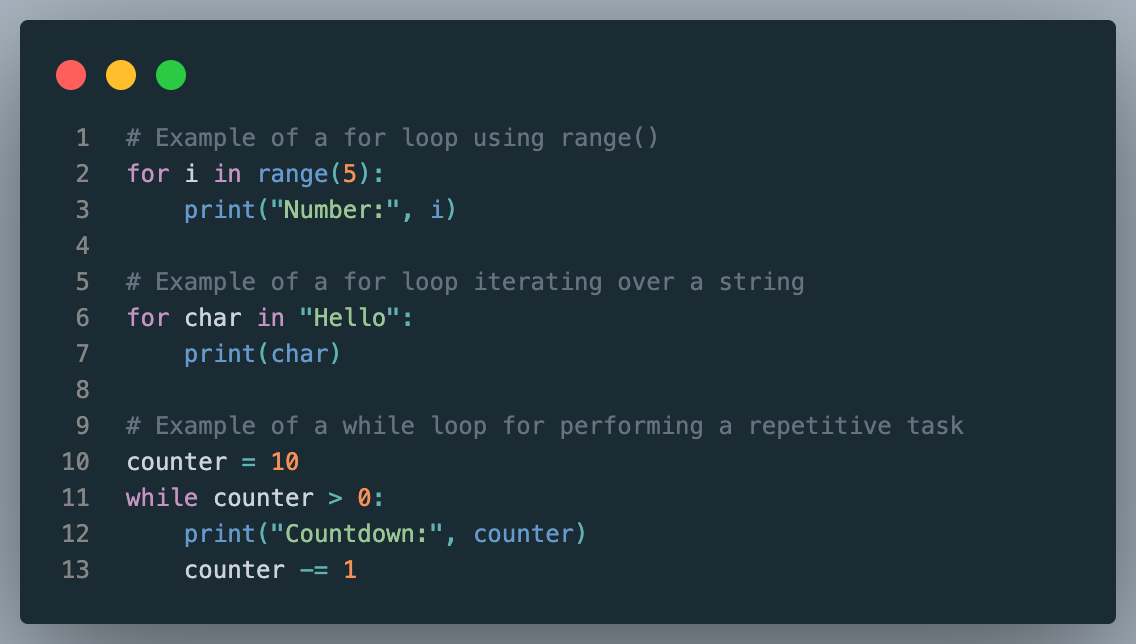 1 # Example of a for loop using range()
2 for i in range(5):
3     print("Number:", i)
4
5 # Example of a for loop iterating over a string
6 for char in "Hello":
7     print(char)
8
9 # Example of a while loop for performing a repetitive task
10 counter = 10
11 while counter > 0:
12     print("Countdown:", counter)
13     counter -= 1